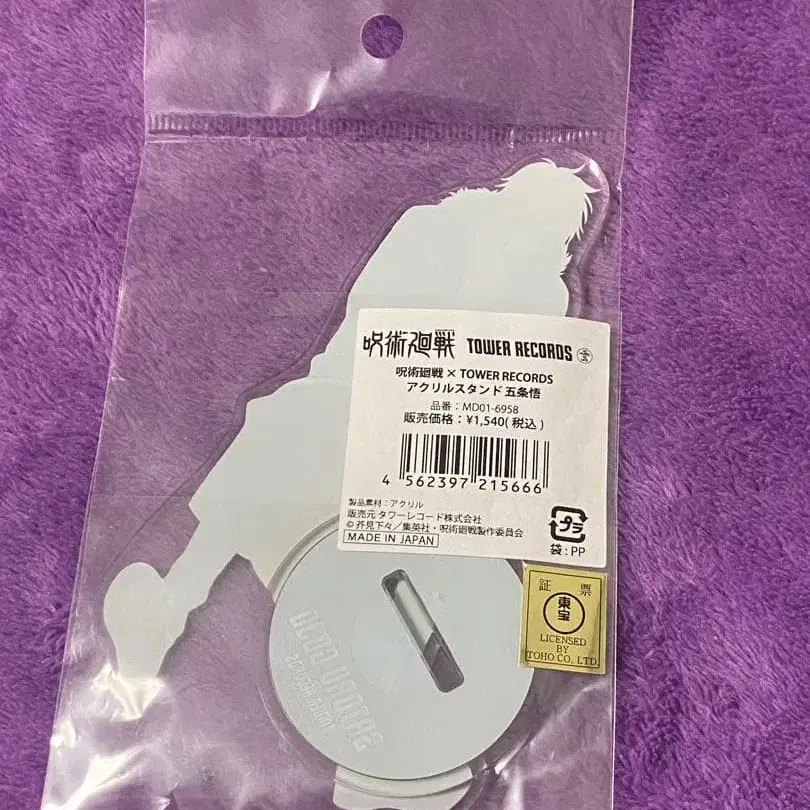 呪術廻戦 TOWER RECORDS
呪術廻戦 × TOWER RECORDS
アクリルスタンド 五条悟
品番：MD01-6958
販売価格：¥1,540(税込)
4 562397 215666
製品素材：アクリル
販売元 タワーレコード株式会社
© 芥見下々／集英社・呪術廻戦製作委員会
MADE IN JAPAN
プラ
袋：PP
証 票
東宝
LICENSED
BY
TOHO CO. LTD.